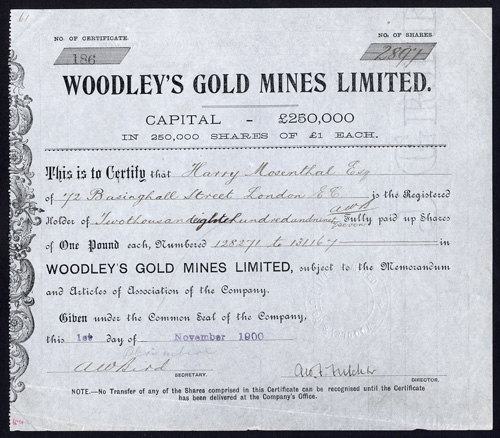 61
NO. OF CERTIFICATE. NO. OF SHARES
186 2897
WOODLEY'S GOLD MINES LIMITED.
CAPITAL - £250,000
IN 250,000 SHARES OF £1 EACH.
This is to Certify that Harry Mosenthal Esq
of 72 Basinghall Street London E C is the Registered
AWB
Holder of Two thousand eight hundred and ninety seven Fully paid up Shares
of One Pound each, Numbered 128271 to 131167 in
WOODLEY'S GOLD MINES LIMITED, subject to the Memorandum
and Articles of Association of the Company.
Given under the Common Seal of the Company,
this 1st day of November 1900
AW Bird
SECRETARY. DIRECTOR.
NOTE.—No Transfer of any of the Shares comprised in this Certificate can be recognised until the Certificate
has been delivered at the Company's Office.